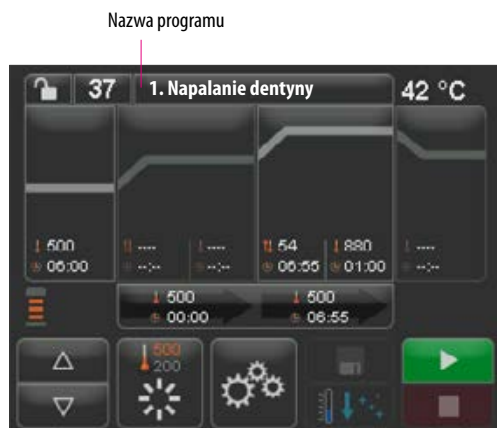 Nazwa programu
37 1. Napalanie dentyny 42 °C
500 ---- ---- 54 880 ----
06:00 --:-- --:-- 06:55 01:00 --:--
500 500
00:00 06:55
500
200